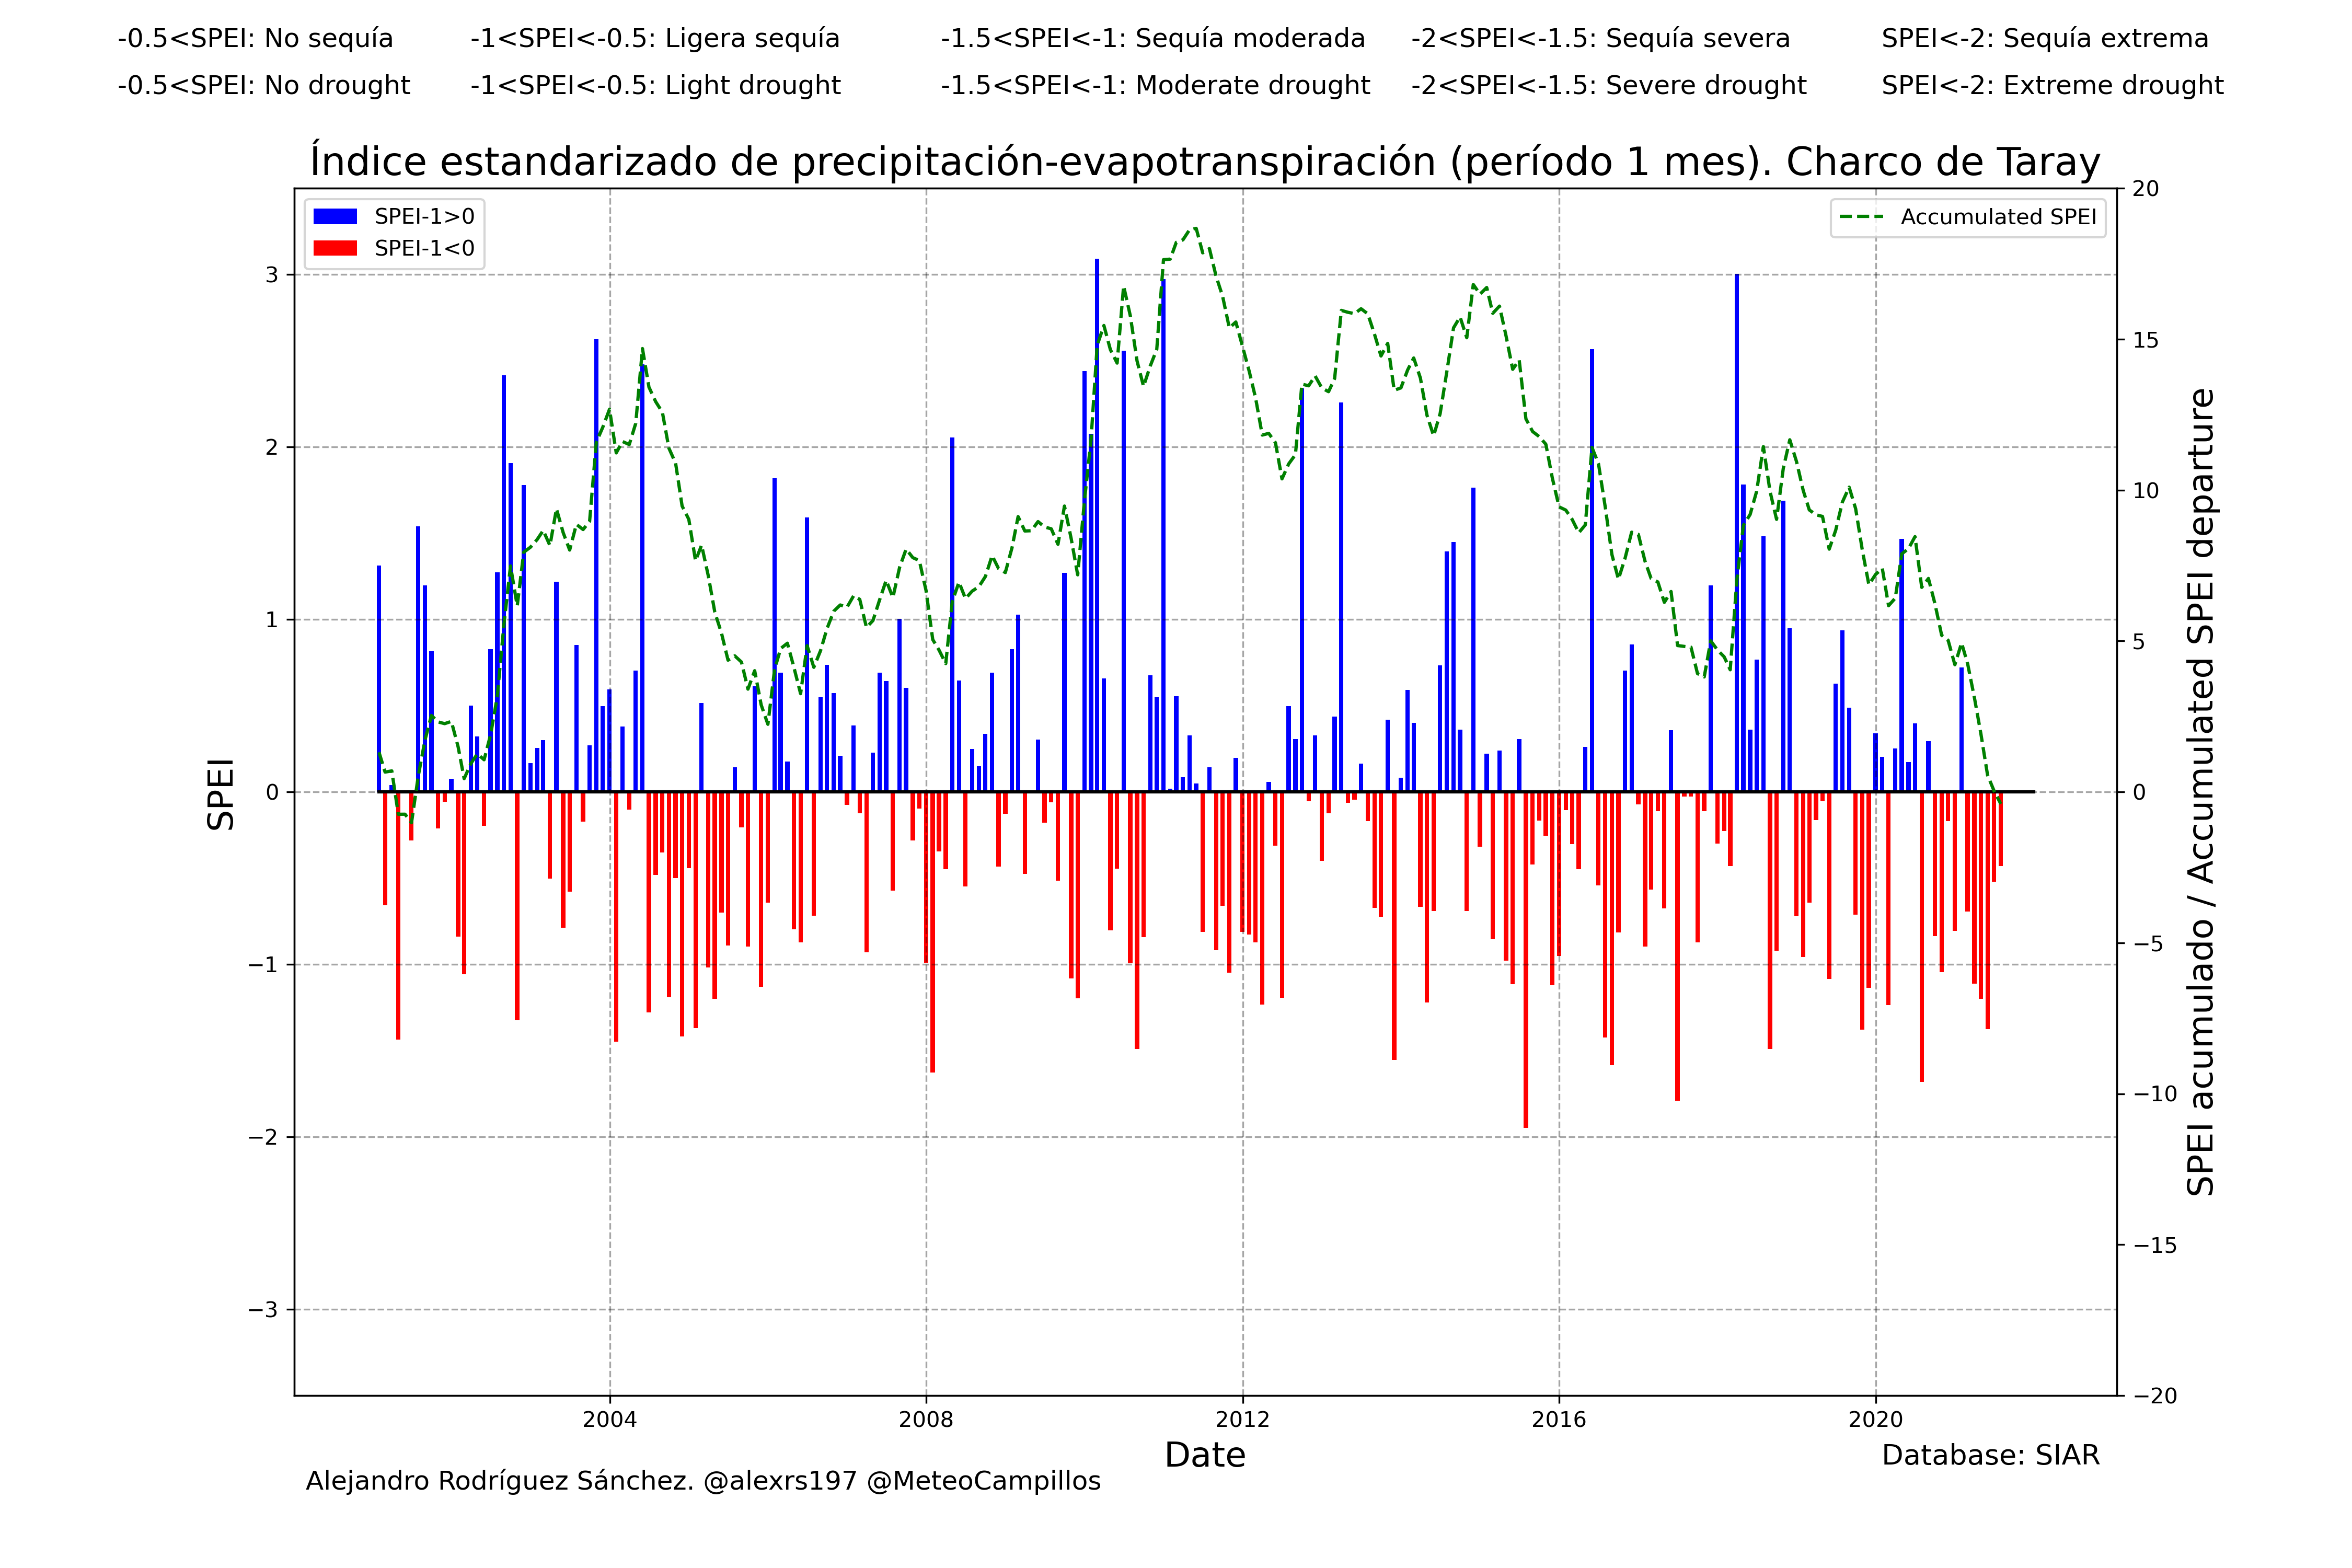 -0.5<SPEI: No sequía -1<SPEI<-0.5: Ligera sequía -1.5<SPEI<-1: Sequía moderada -2<SPEI<-1.5: Sequía severa SPEI<-2: Sequía extrema
-0.5<SPEI: No drought -1<SPEI<-0.5: Light drought -1.5<SPEI<-1: Moderate drought -2<SPEI<-1.5: Severe drought SPEI<-2: Extreme drought
Índice estandarizado de precipitación-evapotranspiración (período 1 mes). Charco de Taray
SPEI-1>0
SPEI-1<0
Accumulated SPEI
SPEI
3
2
1
0
−1
−2
−3
20
15
10
5
0
−5
−10
−15
−20
SPEI acumulado / Accumulated SPEI departure
2004 2008 2012 2016 2020
Date
Database: SIAR
Alejandro Rodríguez Sánchez. @alexrs197 @MeteoCampillos